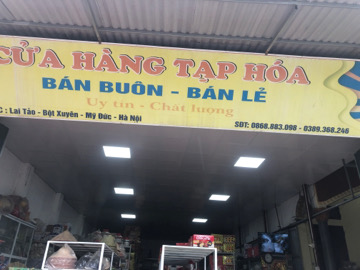 CỬA HÀNG TẠP HÓA
BÁN BUÔN - BÁN LẺ
Uy tín - Chất lượng
C : Lai Tảo - Bột Xuyên - Mỹ Đức - Hà Nội
SĐT: 0868.883.098 - 0389.368.246